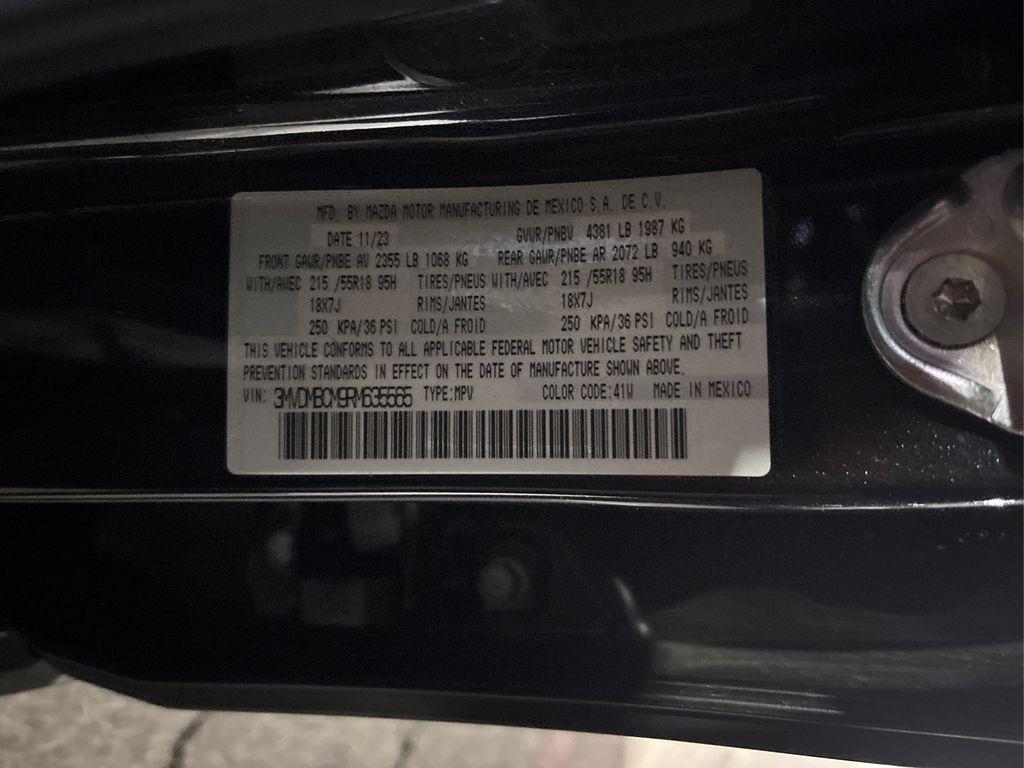 MFD. BY MAZDA MOTOR MANUFACTURING DE MEXICO S.A. DE C.V.
DATE 11/23 GVWR/PNBV 4381 LB 1987 KG
FRONT GAWR/PNBE AV 2355 LB 1068 KG REAR GAWR/PNBE AR 2072 LB 940 KG
WITH/AVEC 215 /55R18 95H TIRES/PNEUS WITH/AVEC 215 /55R18 95H TIRES/PNEUS
18X7J RIMS/JANTES 18X7J RIMS/JANTES
250 KPA/36 PSI COLD/A FROID 250 KPA/36 PSI COLD/A FROID
THIS VEHICLE CONFORMS TO ALL APPLICABLE FEDERAL MOTOR VEHICLE SAFETY AND THEFT
PREVENTION STANDARDS IN EFFECT ON THE DATE OF MANUFACTURE SHOWN ABOVE.
VIN: 3MVDMBCM9RM635565 TYPE:MPV COLOR CODE:41W MADE IN MEXICO